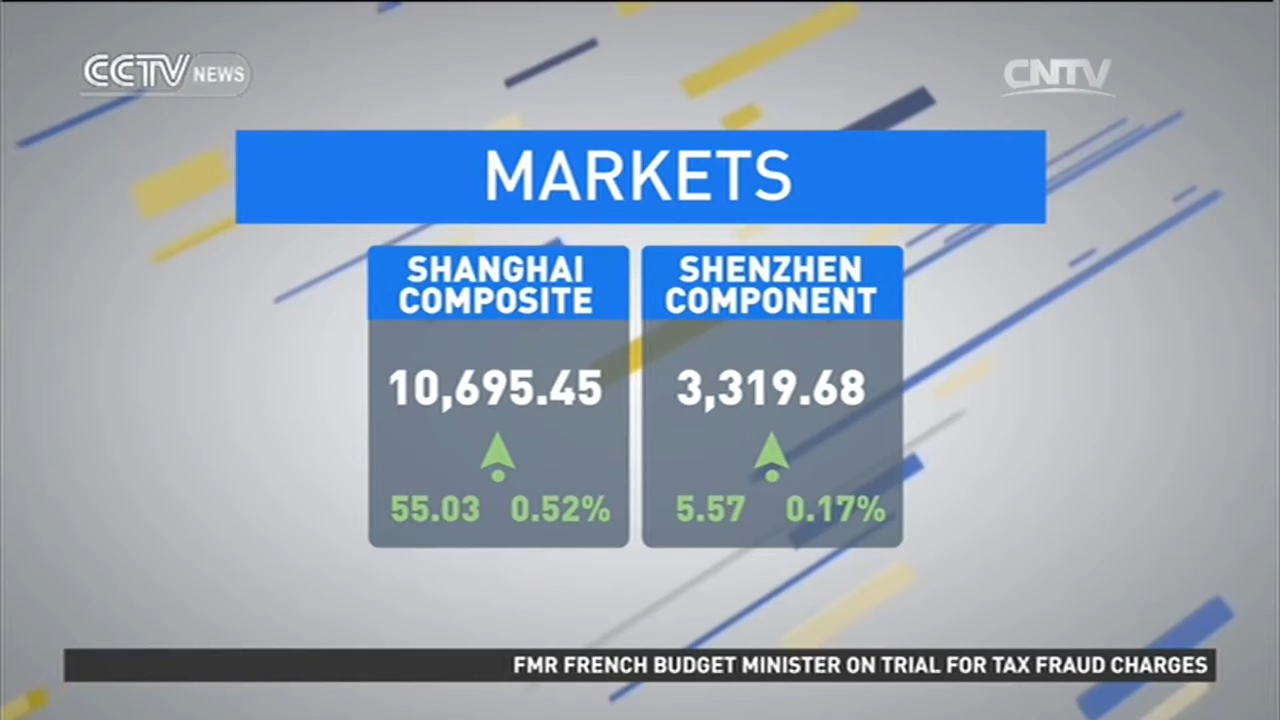 CCTV NEWS
CNTV
MARKETS
SHANGHAI
COMPOSITE
10,695.45
55.03 0.52%
SHENZHEN
COMPONENT
3,319.68
5.57 0.17%
FMR FRENCH BUDGET MINISTER ON TRIAL FOR TAX FRAUD CHARGES